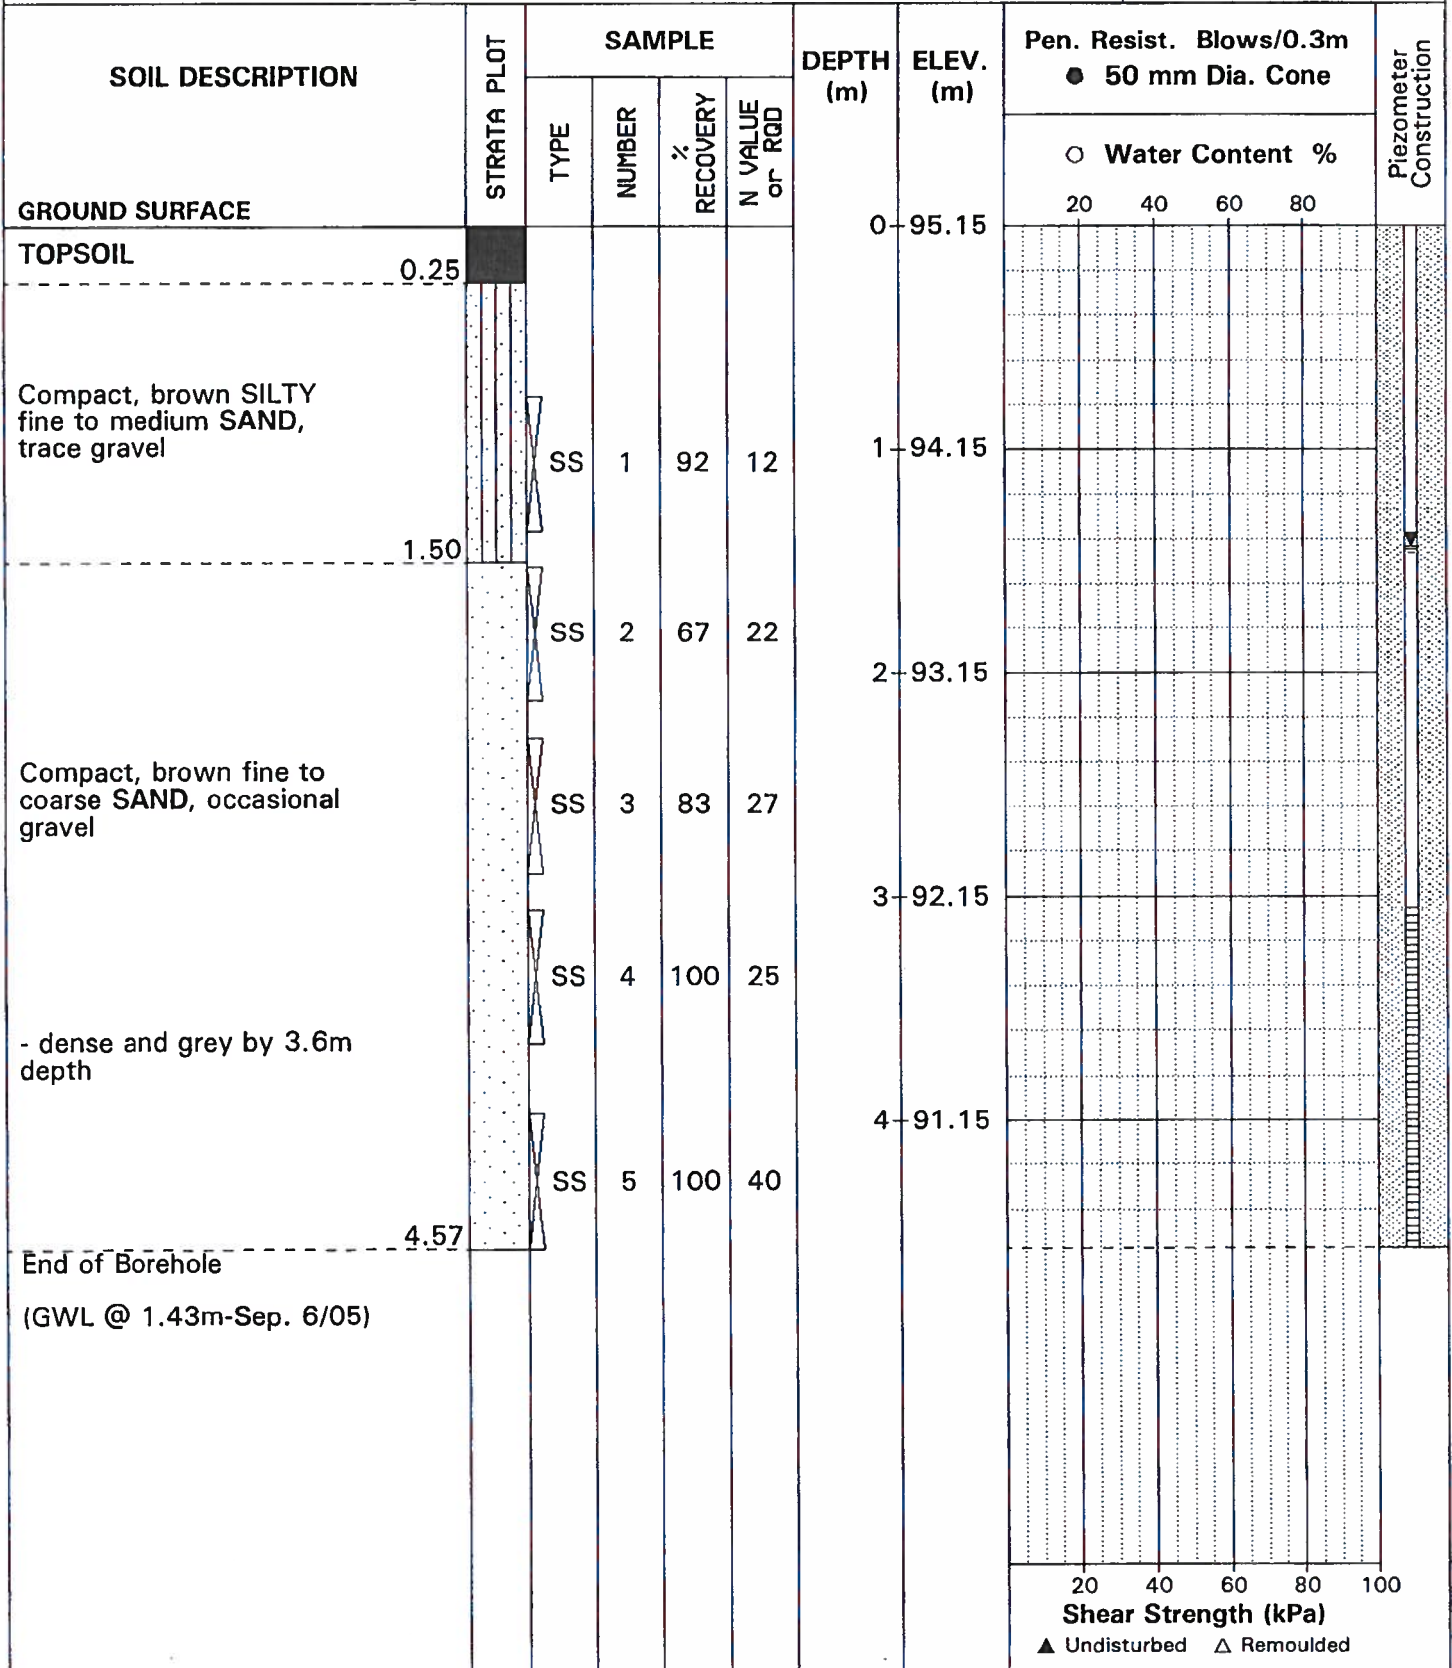 SOIL DESCRIPTION
GROUND SURFACE
STRATA PLOT
SAMPLE
TYPE
NUMBER
% RECOVERY
N VALUE or RQD
DEPTH (m)
ELEV. (m)
Pen. Resist. Blows/0.3m
● 50 mm Dia. Cone
○ Water Content %
20 40 60 80
Piezometer Construction
0 95.15
TOPSOIL
0.25
Compact, brown SILTY
fine to medium SAND,
trace gravel
SS 1 92 12
1 94.15
1.50
SS 2 67 22
2 93.15
Compact, brown fine to
coarse SAND, occasional
gravel
SS 3 83 27
3 92.15
SS 4 100 25
- dense and grey by 3.6m
depth
4 91.15
SS 5 100 40
4.57
End of Borehole
(GWL @ 1.43m-Sep. 6/05)
20 40 60 80 100
Shear Strength (kPa)
▲ Undisturbed △ Remoulded